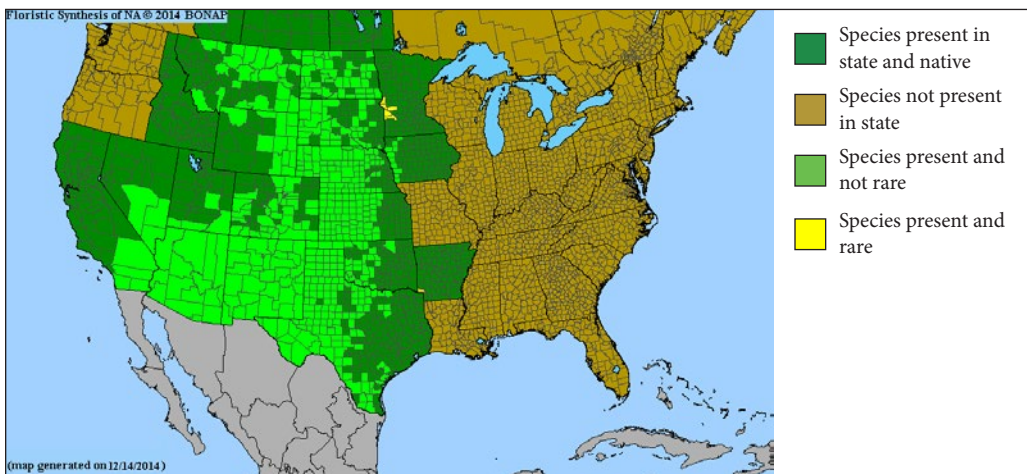 Floristic Synthesis of NA © 2014 BONAP
Species present in
state and native
Species not present
in state
Species present and
not rare
Species present and
rare
(map generated on 12/14/2014)